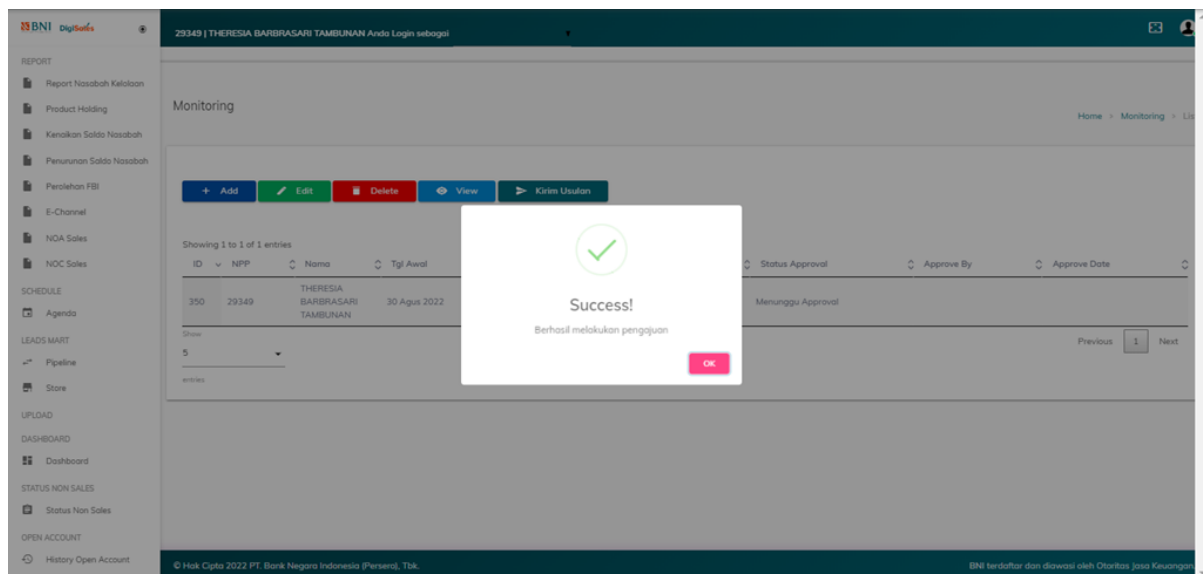 BNI DigiSales
29349 | THERESIA BARBRASARI TAMBUNAN Anda Login sebagai
REPORT
Report Nasabah Kelolaan
Product Holding
Kenaikan Saldo Nasabah
Penurunan Saldo Nasabah
Perolehan FBI
E-Channel
NOA Sales
NOC Sales
SCHEDULE
Agenda
LEADS MART
Pipeline
Store
UPLOAD
DASHBOARD
Dashboard
STATUS NON SALES
Status Non Sales
OPEN ACCOUNT
History Open Account
Monitoring
Home > Monitoring > Lis
+ Add Edit Delete View Kirim Usulan
Showing 1 to 1 of 1 entries
ID NPP Nama Tgl Awal Status Approval Approve By Approve Date
350 29349 THERESIA BARBRASARI TAMBUNAN 30 Agus 2022 Menunggu Approval
Show
5
entries
Previous 1 Next
Success!
Berhasil melakukan pengajuan
OK
© Hak Cipta 2022 PT. Bank Negara Indonesia (Persero), Tbk.
BNI terdaftar dan diawasi oleh Otoritas Jasa Keuangan